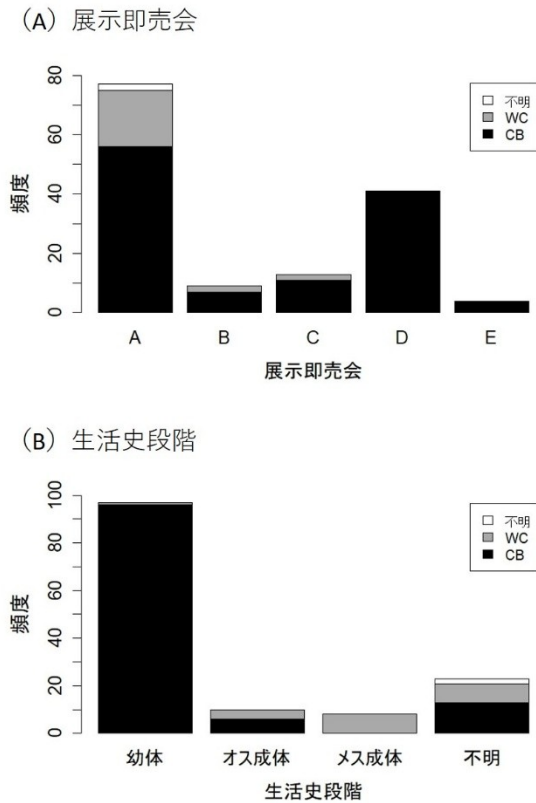 (A) 展示即売会
80
60
40
20
0
頻度
不明
WC
CB
A B C D E
展示即売会
(B) 生活史段階
100
80
60
40
20
0
頻度
不明
WC
CB
幼体 オス成体 メス成体 不明
生活史段階